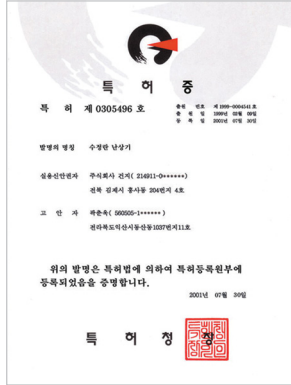 특허증
특 허 제 0305496 호
출원 번호 제 1999-0004541 호
출원일 1999년 02월 09일
등록일 2001년 07월 30일
발명의 명칭 수정란 난상기
실용신안권자 주식회사 건지( 214911-0******)
전북 김제시 흥사동 204번지 4호
고 안 자 곽춘욱( 560505-1******)
전라북도익산시동산동1037번지11호
위의 발명은 특허법에 의하여 특허등록원부에
등록되었음을 증명합니다.
2001년 07월 30일
특 허 청 장